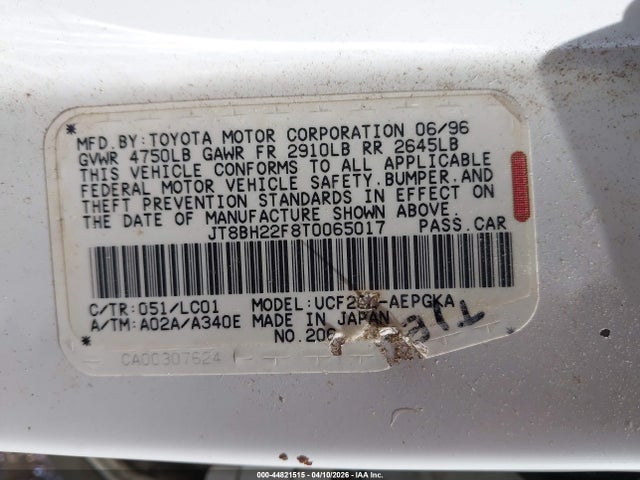 MFD.BY:TOYOTA MOTOR CORPORATION 06/96
GVWR 4750LB GAWR FR 2910LB RR 2645LB
THIS VEHICLE CONFORMS TO ALL APPLICABLE
FEDERAL MOTOR VEHICLE SAFETY,BUMPER,AND
THEFT PREVENTION STANDARDS IN EFFECT ON
THE DATE OF MANUFACTURE SHOWN ABOVE.
JT8BH22F8T0065017 PASS.CAR
C/TR:051/LC01 MODEL: -AEPGKA
A/TM:A02A/A340E MADE IN JAPAN
NO.206
CA00307624
000-44821515 - 04/10/2026 - IAA Inc.